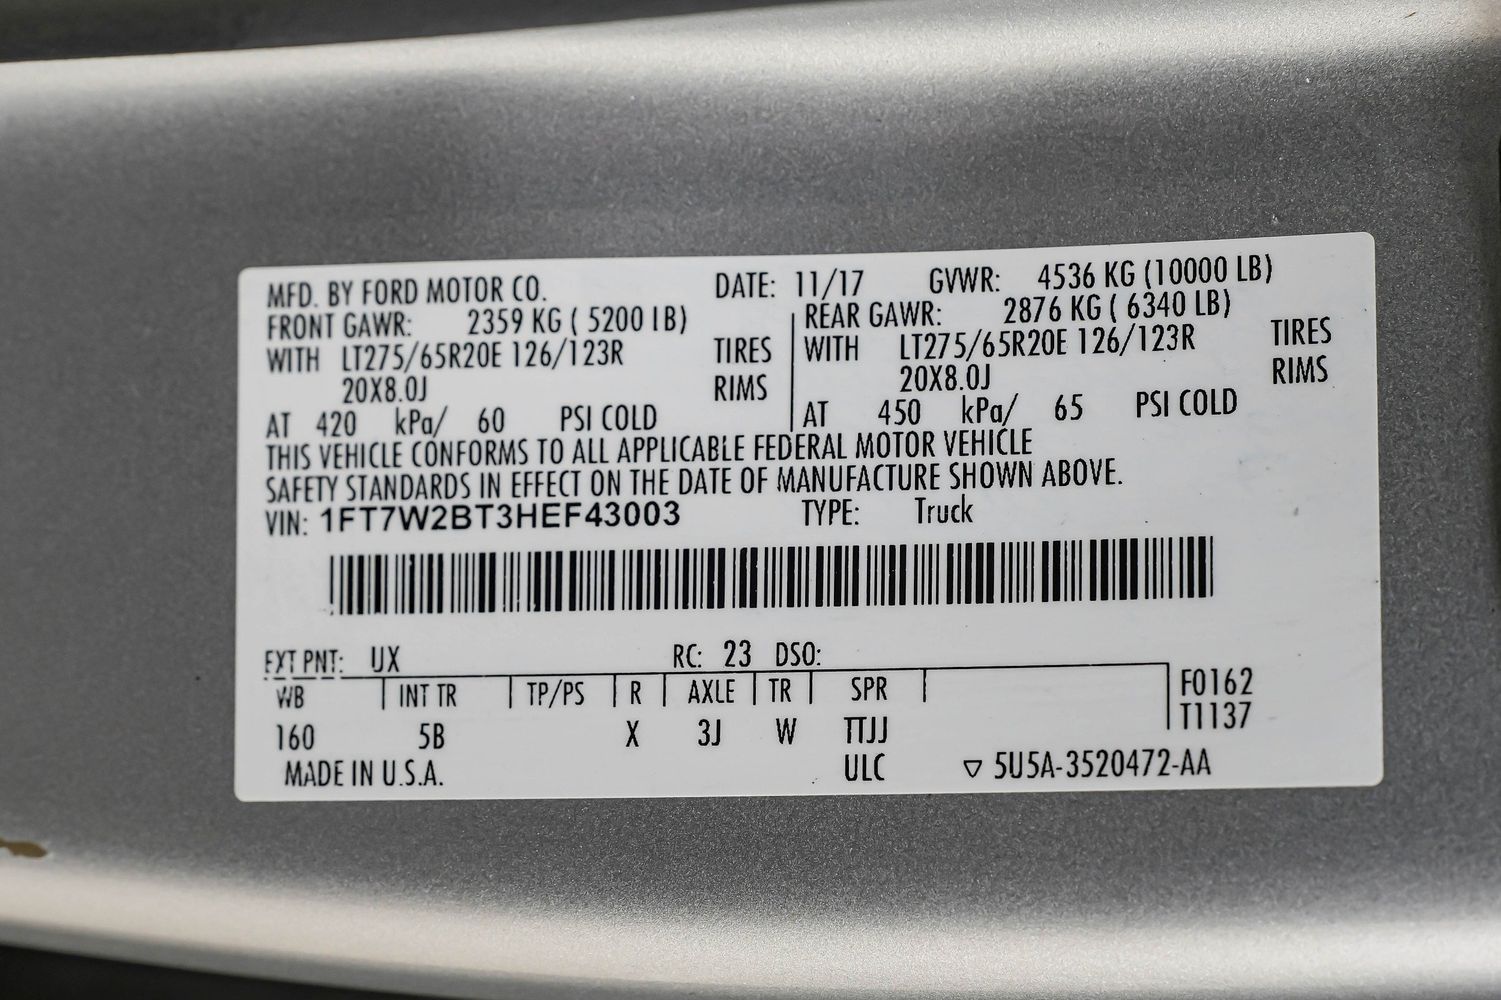 MFD. BY FORD MOTOR CO. DATE: 11/17 GVWR: 4536 KG (10000 LB)
FRONT GAWR: 2359 KG ( 5200 LB) REAR GAWR: 2876 KG ( 6340 LB)
WITH LT275/65R20E 126/123R TIRES WITH LT275/65R20E 126/123R TIRES
20X8.0J RIMS 20X8.0J RIMS
AT 420 kPa/ 60 PSI COLD AT 450 kPa/ 65 PSI COLD
THIS VEHICLE CONFORMS TO ALL APPLICABLE FEDERAL MOTOR VEHICLE
SAFETY STANDARDS IN EFFECT ON THE DATE OF MANUFACTURE SHOWN ABOVE.
VIN: 1FT7W2BT3HEF43003 TYPE: Truck
EXT PNT: UX RC: 23 DSO:
WB INT TR TP/PS R AXLE TR SPR F0162
160 5B X 3J W TTJJ T1137
MADE IN U.S.A. ULC ▽ 5U5A-3520472-AA